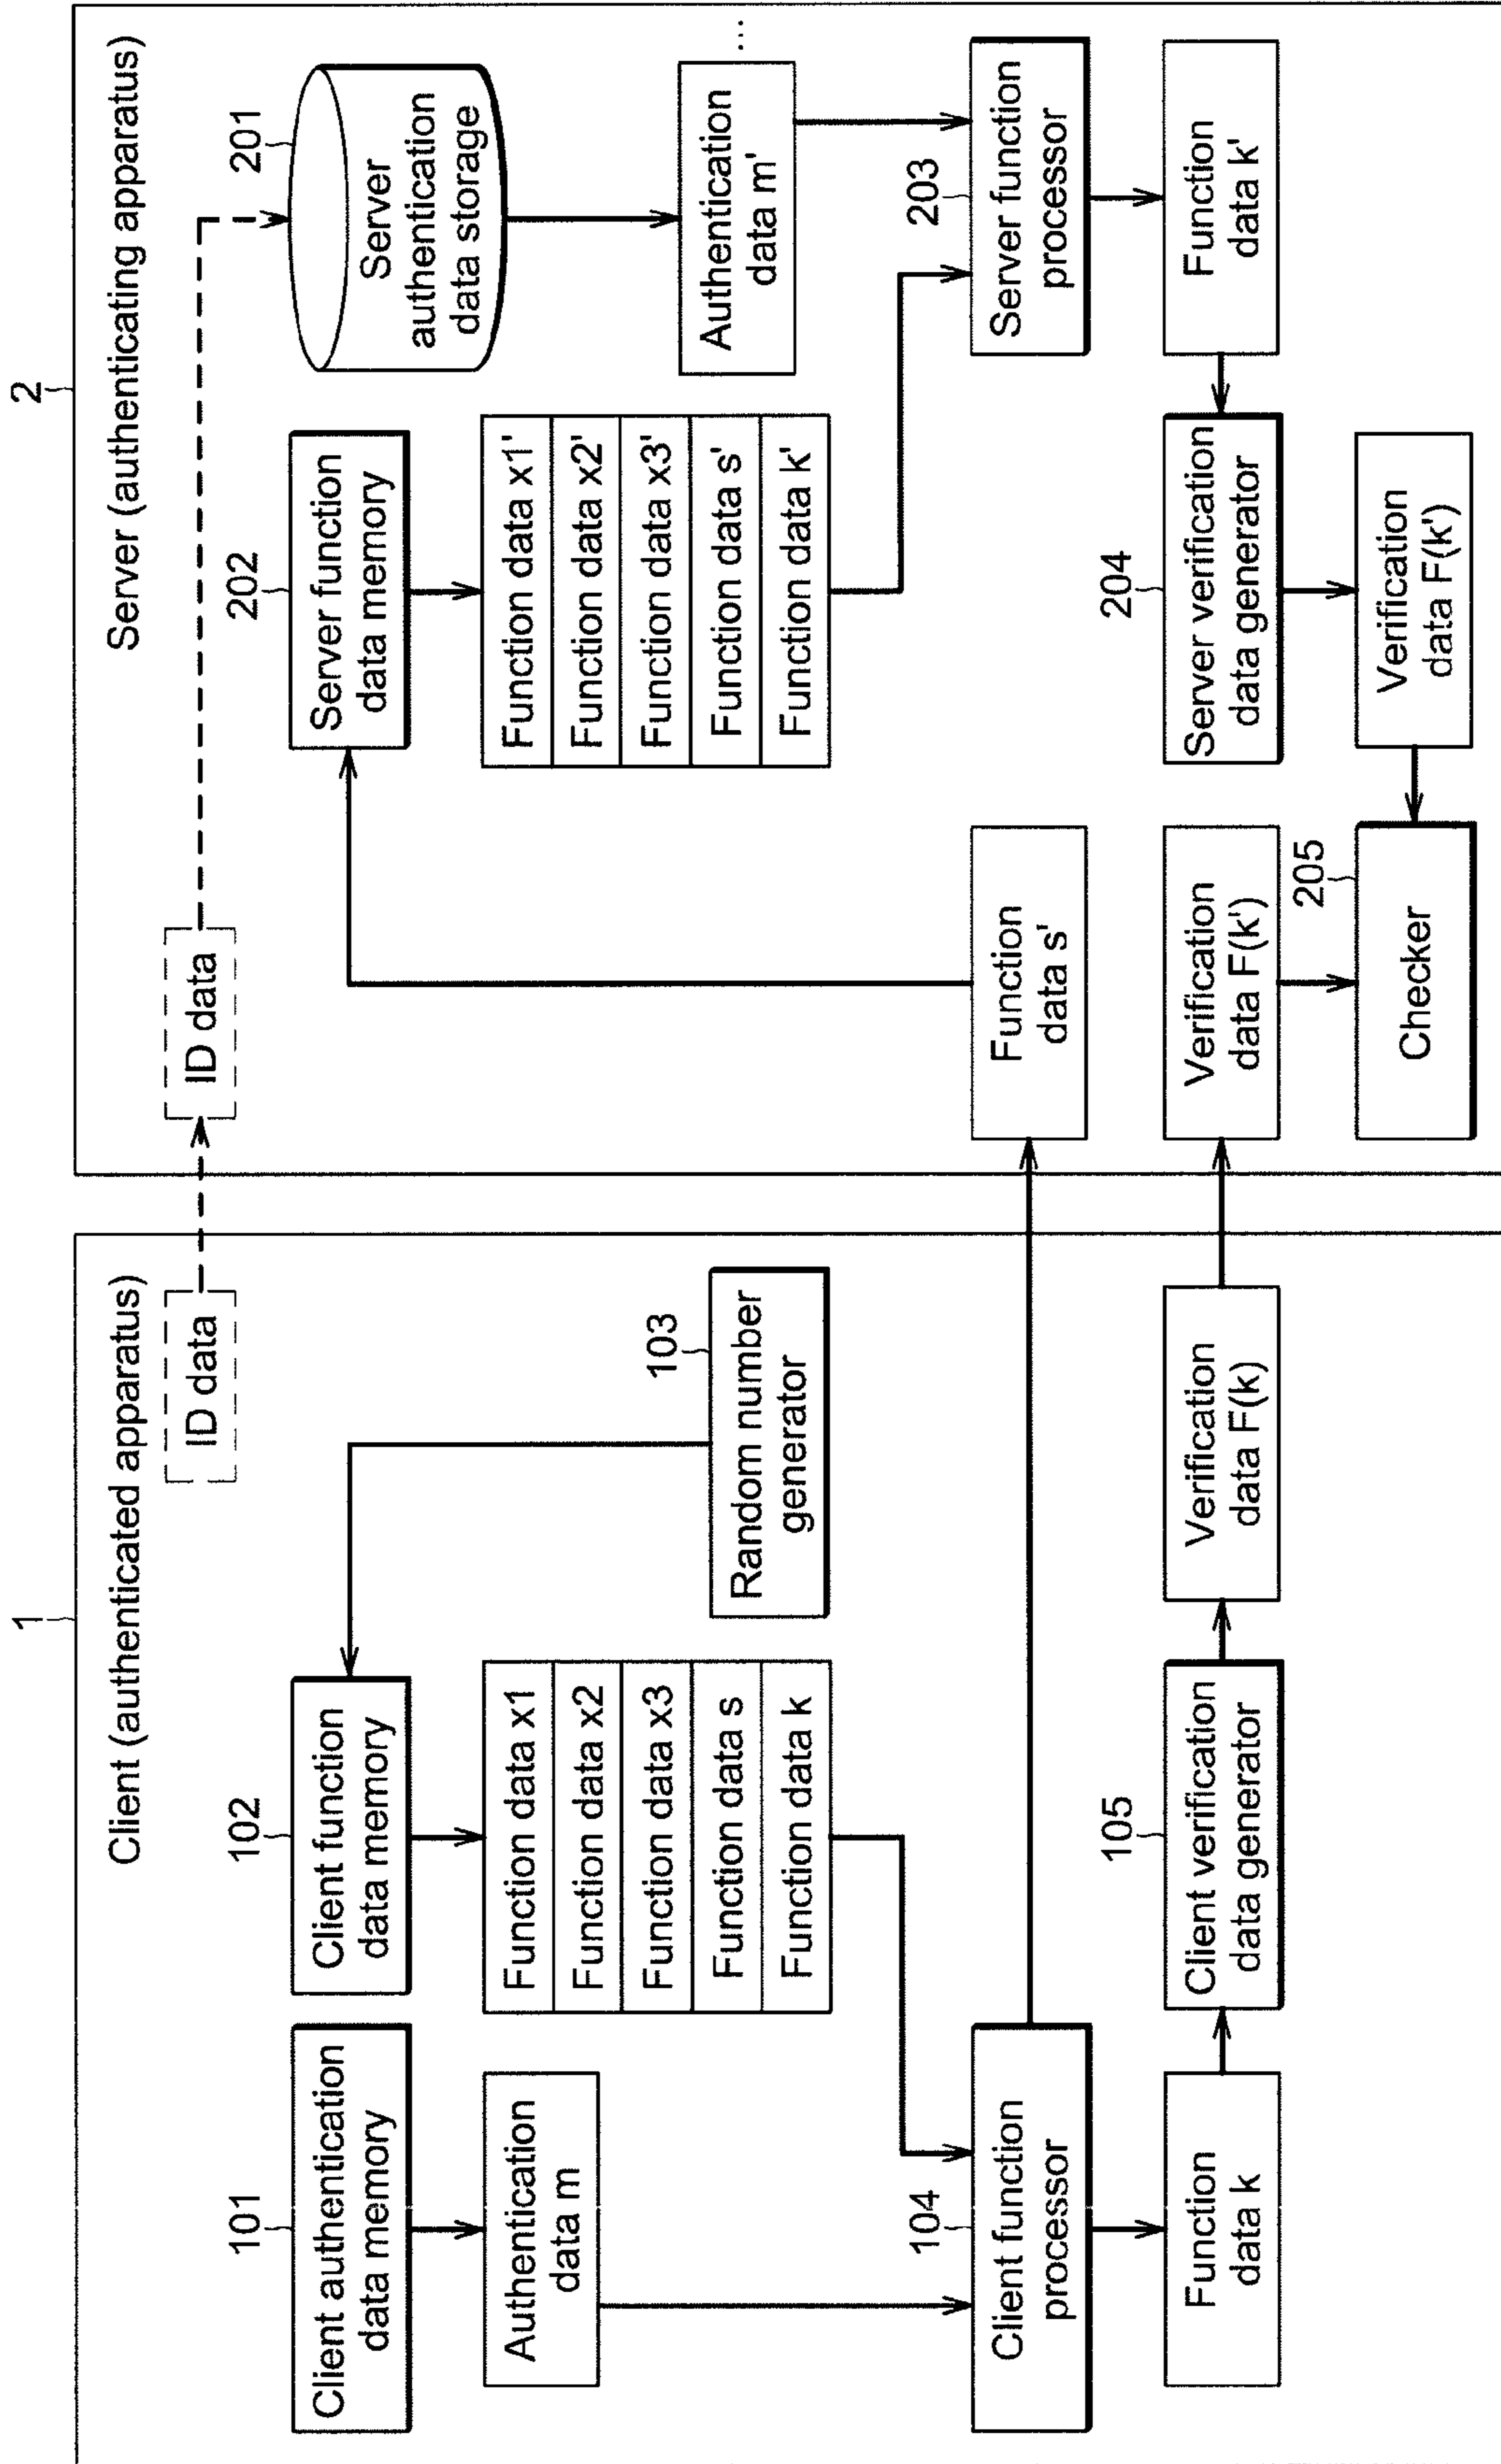 1
Client (authenticated apparatus)
ID data
101
Client authentication
data memory
Authentication
data m
102
Client function
data memory
Function data x1
Function data x2
Function data x3
Function data s
Function data k
103
Random number
generator
104
Client function
processor
Function
data k
105
Client verification
data generator
Verification
data F(k)
2
Server (authenticating apparatus)
ID data
201
Server
authentication
data storage
Authentication
data m'
...
202
Server function
data memory
Function data x1'
Function data x2'
Function data x3'
Function data s'
Function data k'
203
Server function
processor
Function
data s'
Function
data k'
204
Server verification
data generator
Verification
data F(k')
Verification
data F(k')
205
Checker